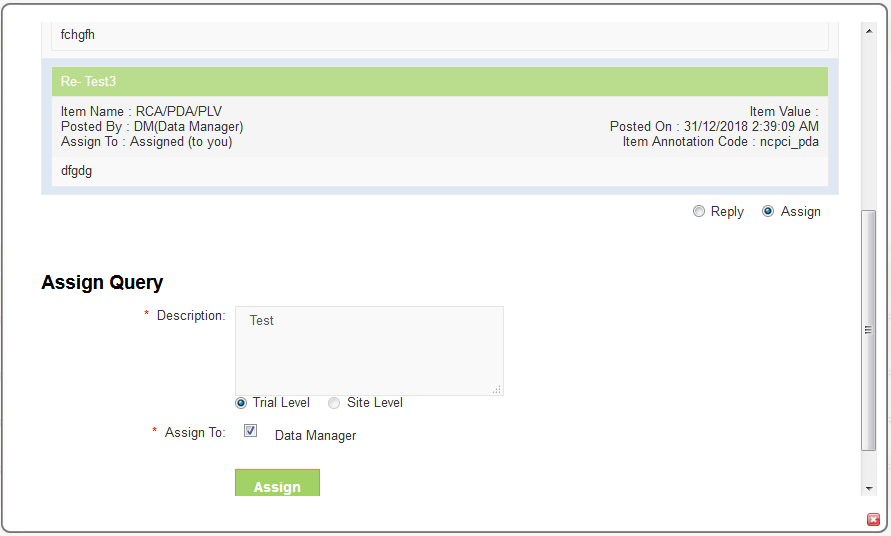 fchgfh
Re- Test3
Item Name : RCA/PDA/PLV
Item Value :
Posted By : DM(Data Manager)
Posted On : 31/12/2018 2:39:09 AM
Assign To : Assigned (to you)
Item Annotation Code : ncpci_pda
dfgdg
Reply
Assign
Assign Query
* Description:
Test
Trial Level
Site Level
* Assign To:
Data Manager
Assign